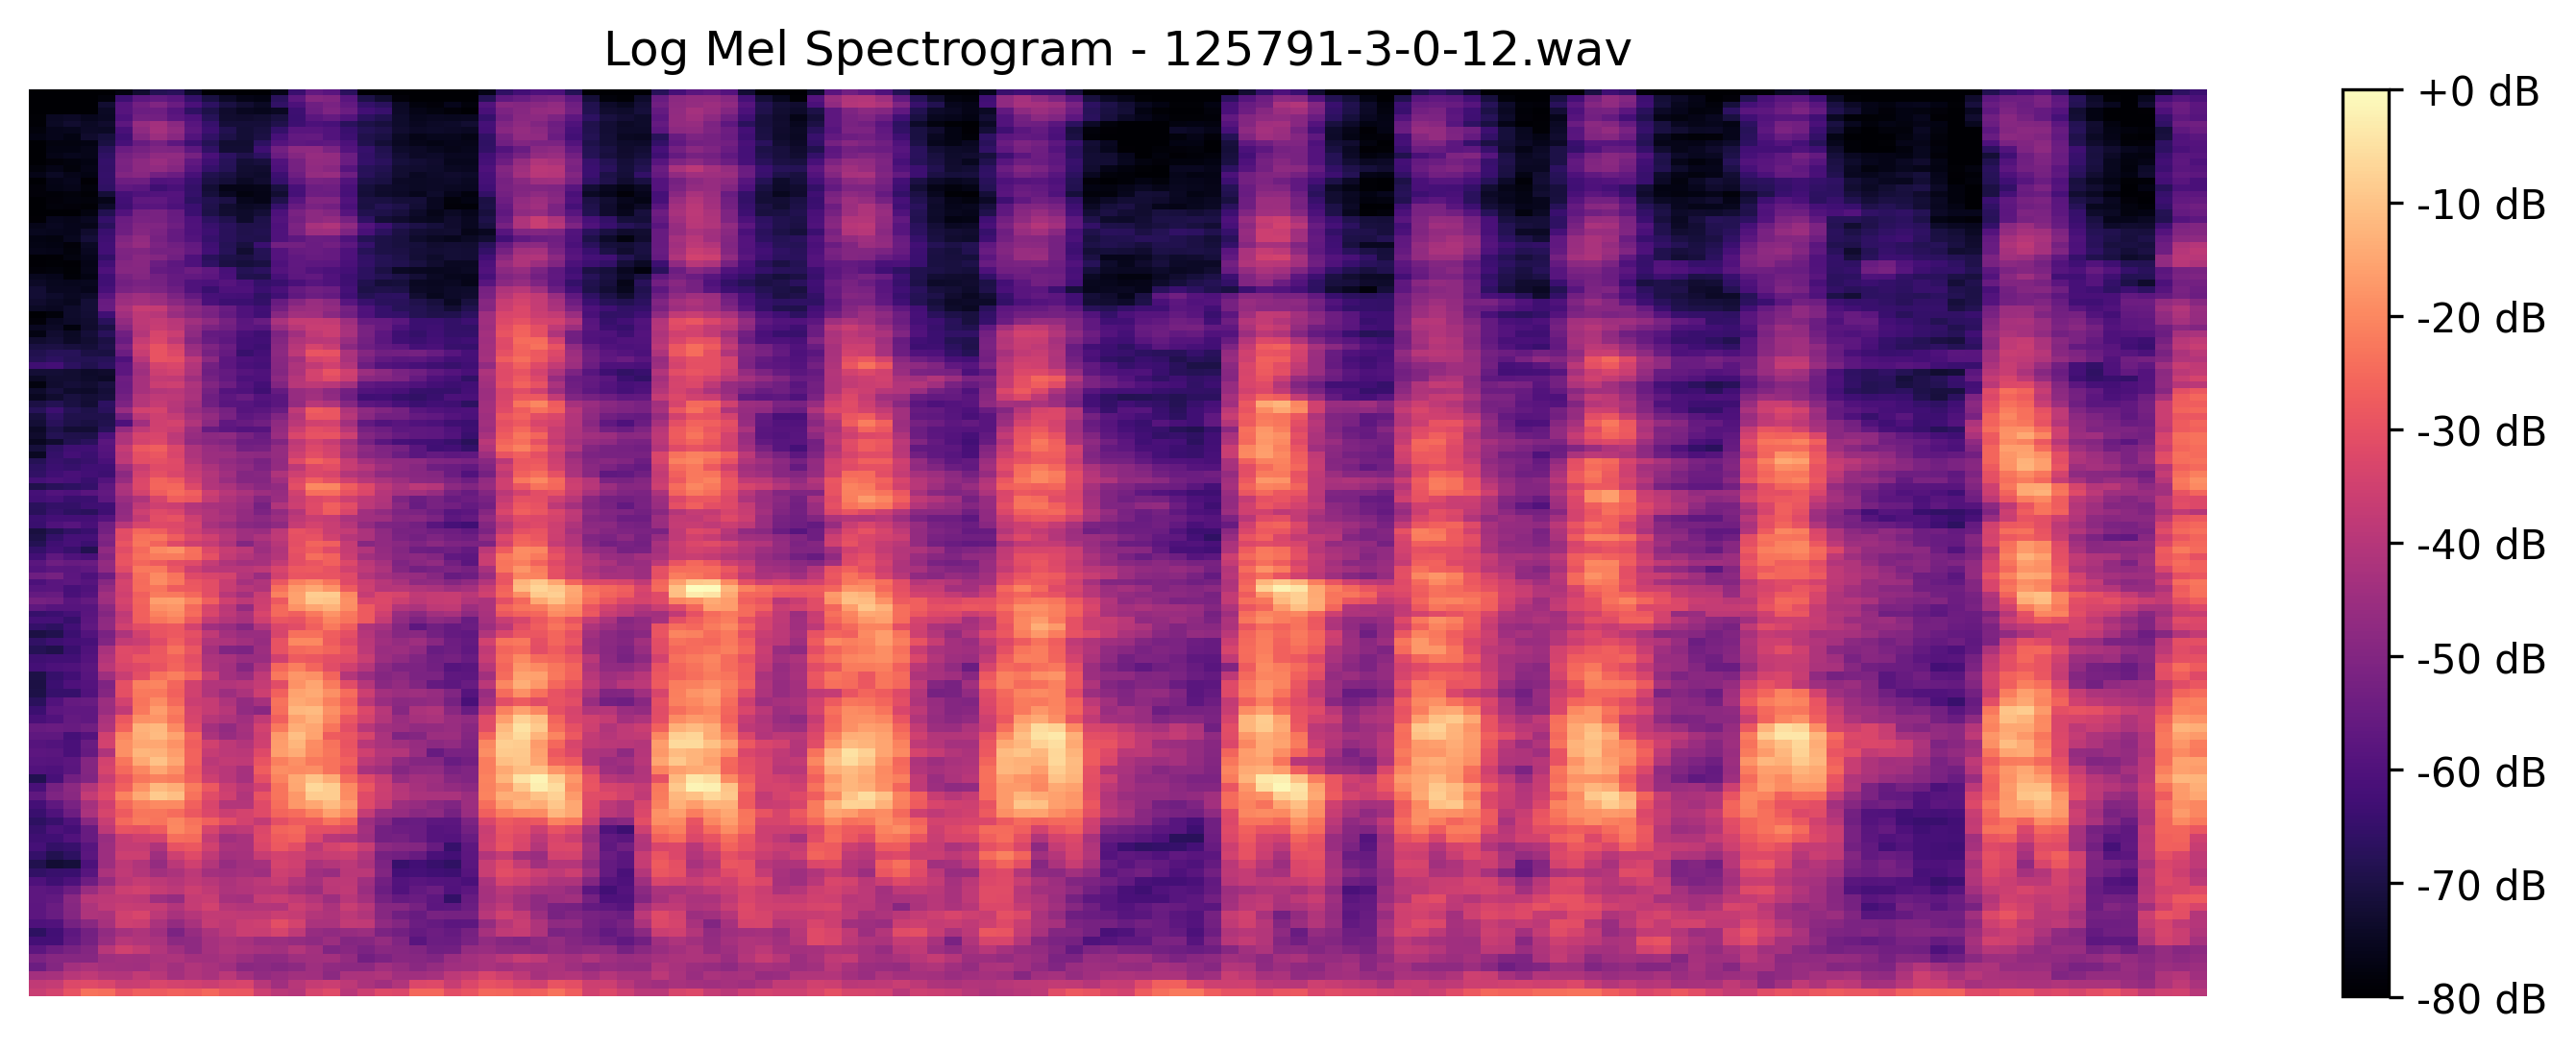 Log Mel Spectrogram - 125791-3-0-12.wav
+0 dB
-10 dB
-20 dB
-30 dB
-40 dB
-50 dB
-60 dB
-70 dB
-80 dB